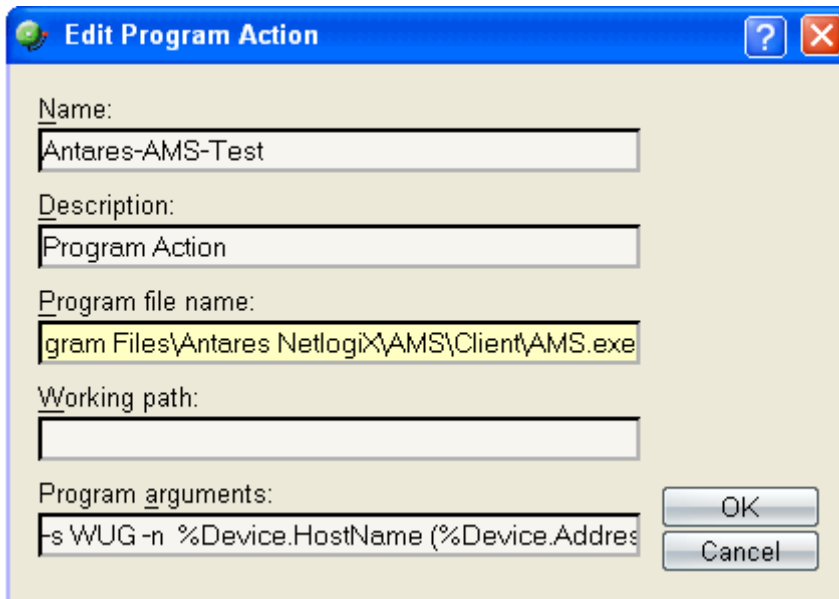 Edit Program Action
?
Name:
Antares-AMS-Test
Description:
Program Action
Program file name:
gram Files\Antares NetlogiX\AMS\Client\AMS.exe
Working path:
Program arguments:
-s WUG -n %Device.HostName (%Device.Addres
OK
Cancel